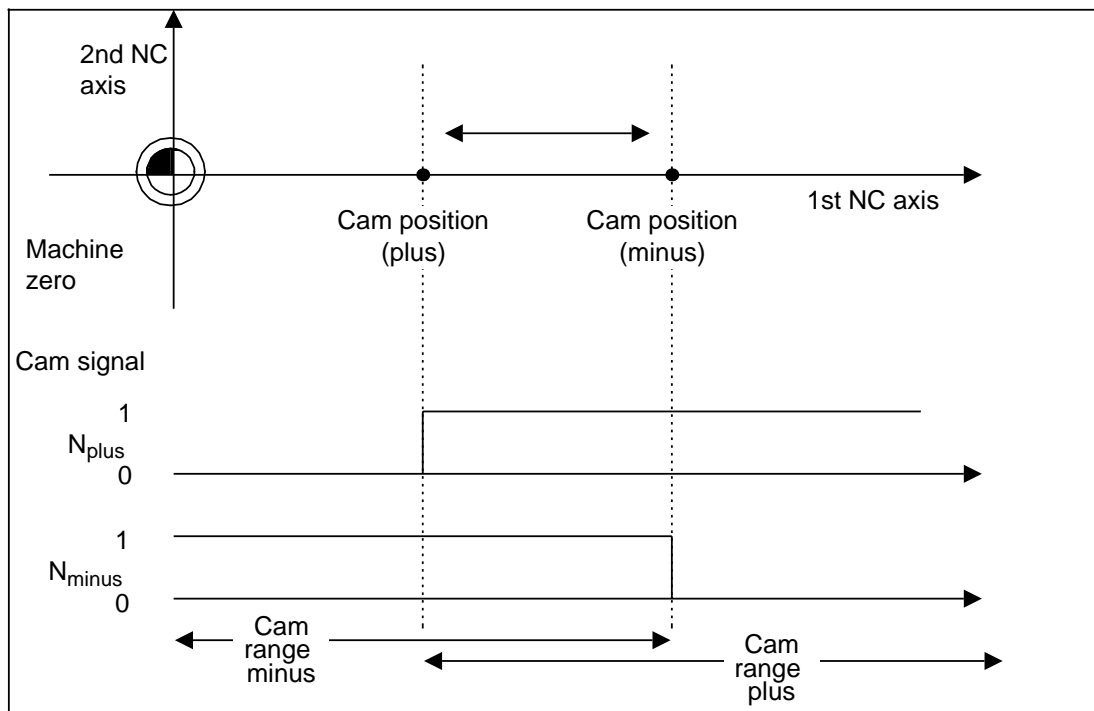 2nd NC
axis
1st NC axis
Cam position
(plus)
Cam position
(minus)
Machine
zero
Cam signal
1
Nplus
0
1
Nminus
0
Cam
range
minus
Cam
range
plus